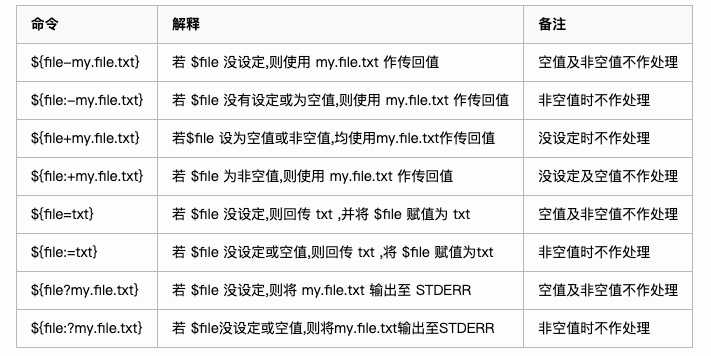 命令 解释 备注
${file-my.file.txt} 若 $file 没设定,则使用 my.file.txt 作传回值 空值及非空值不作处理
${file:-my.file.txt} 若 $file 没有设定或为空值,则使用 my.file.txt 作传回值 非空值时不作处理
${file+my.file.txt} 若$file 设为空值或非空值,均使用my.file.txt作传回值 没设定时不作处理
${file:+my.file.txt} 若 $file 为非空值,则使用 my.file.txt 作传回值 没设定及空值不作处理
${file=txt} 若 $file 没设定,则回传 txt ,并将 $file 赋值为 txt 空值及非空值不作处理
${file:=txt} 若 $file 没设定或空值,则回传 txt ,将 $file 赋值为txt 非空值时不作处理
${file?my.file.txt} 若 $file 没设定,则将 my.file.txt 输出至 STDERR 空值及非空值不作处理
${file:?my.file.txt} 若 $file没设定或空值,则将my.file.txt输出至STDERR 非空值时不作处理